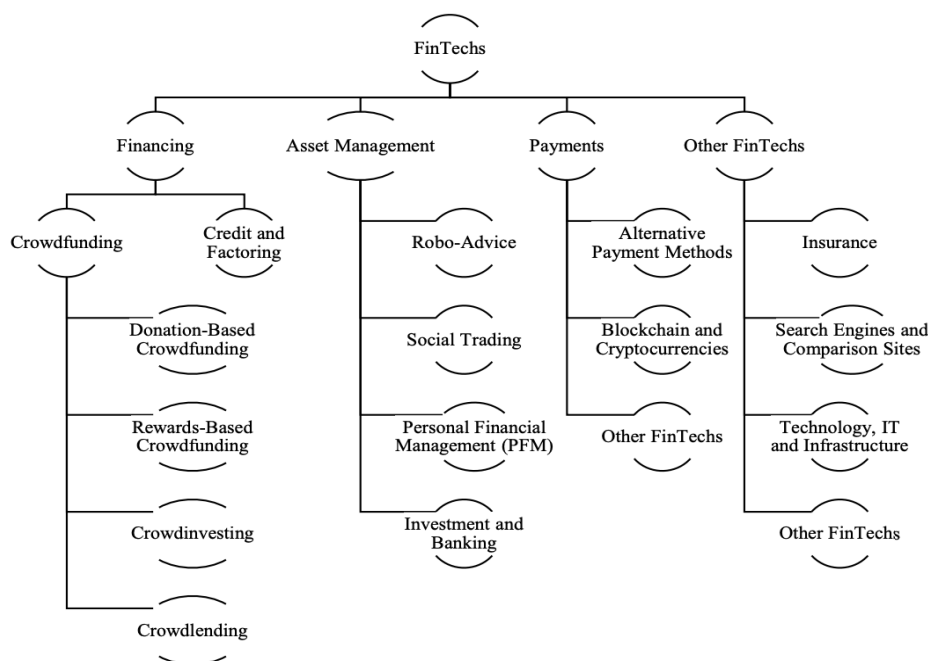 FinTechs
Financing
Asset Management
Payments
Other FinTechs
Crowdfunding
Credit and
Factoring
Robo-Advice
Alternative
Payment Methods
Insurance
Donation-Based
Crowdfunding
Social Trading
Blockchain and
Cryptocurrencies
Search Engines and
Comparison Sites
Rewards-Based
Crowdfunding
Personal Financial
Management (PFM)
Other FinTechs
Technology, IT
and Infrastructure
Crowdinvesting
Investment and
Banking
Other FinTechs
Crowdlending